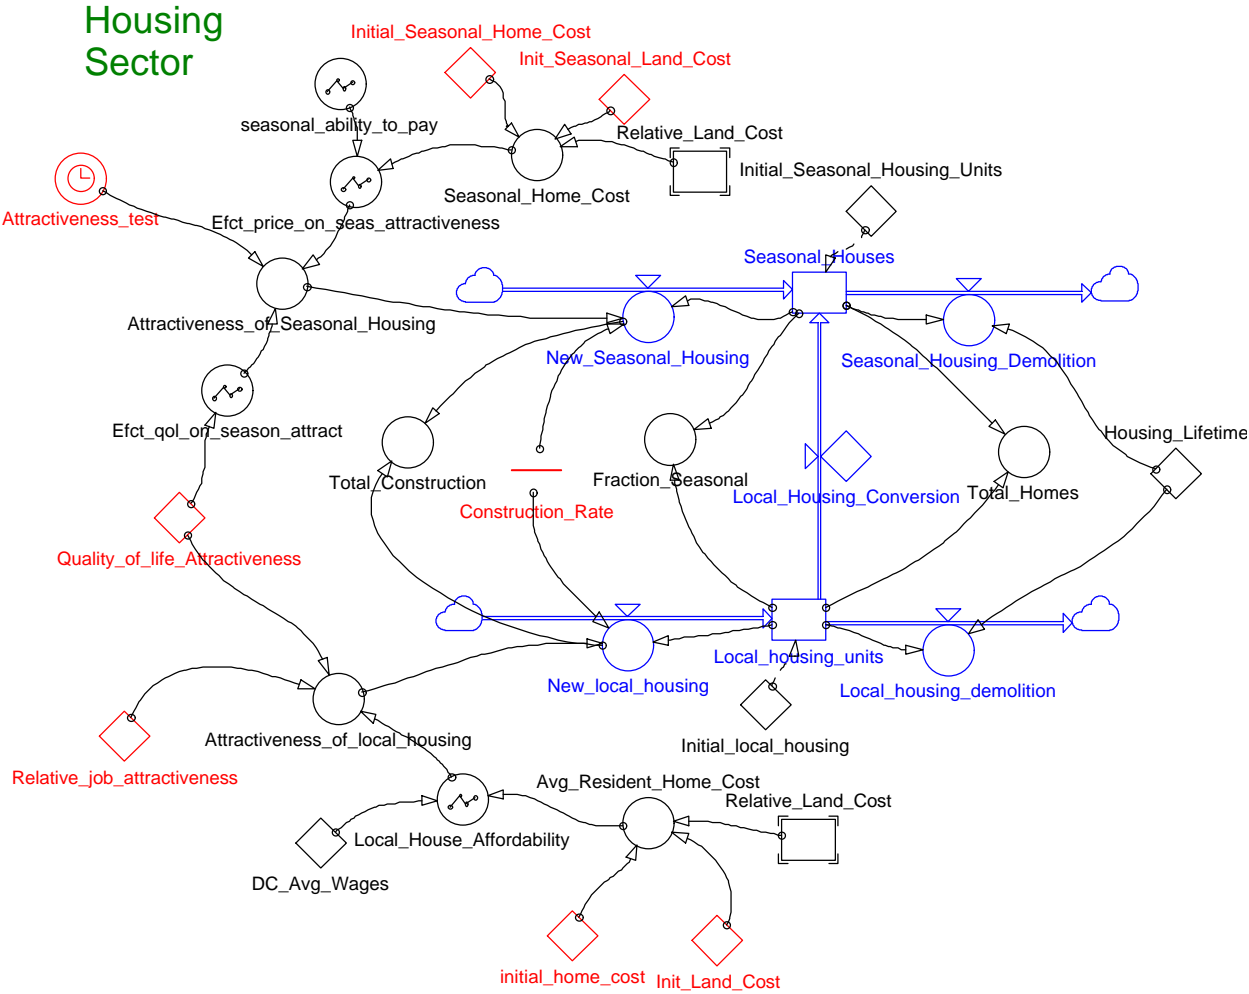 Housing
Sector
Initial_Seasonal_Home_Cost
Init_Seasonal_Land_Cost
seasonal_ability_to_pay
Relative_Land_Cost
Initial_Seasonal_Housing_Units
Seasonal_Home_Cost
Attractiveness_test
Efct_price_on_seas_attractiveness
Seasonal_Houses
Attractiveness_of_Seasonal_Housing
New_Seasonal_Housing
Seasonal_Housing_Demolition
Efct_qol_on_season_attract
Housing_Lifetime
Total_Construction
Fraction_Seasonal
Local_Housing_Conversion
Total_Homes
Construction_Rate
Quality_of_life_Attractiveness
New_local_housing
Local_housing_units
Local_housing_demolition
Attractiveness_of_local_housing
Initial_local_housing
Relative_job_attractiveness
Avg_Resident_Home_Cost
Relative_Land_Cost
Local_House_Affordability
DC_Avg_Wages
initial_home_cost
Init_Land_Cost